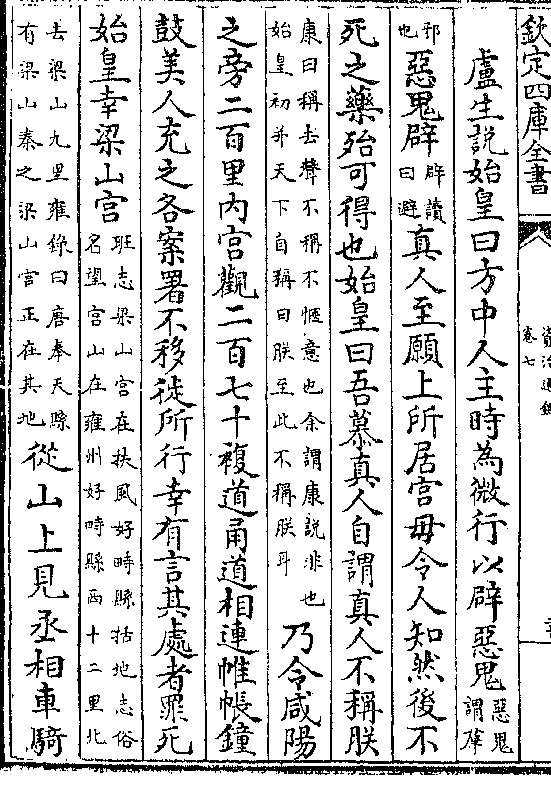 欽定四庫全書
資治通鑑
卷七
盧生說始皇曰方中人主時為微行以辟惡鬼惡鬼謂孽
邪也惡鬼辟辟讀曰避真人至願上所居宫毋令人知然後不
死之藥殆可得也始皇曰吾慕真人自謂真人不稱朕
康曰稱去聲不稱不愜意也余謂康說非也始皇初并天下自稱曰朕至此不稱朕耳乃令咸陽
之旁二百里内宫觀二百七十複道甬道相連帷帳鐘
鼓美人充之各案署不移徙所行幸有言其處者罪死
始皇幸梁山宫班志梁山宫在扶風好畤縣括地志俗名望宫山在雍州好畤縣西十二里北
去梁山九里雍錄曰唐奉天縣有梁山秦之梁山宫正在其地從山上見丞相車騎